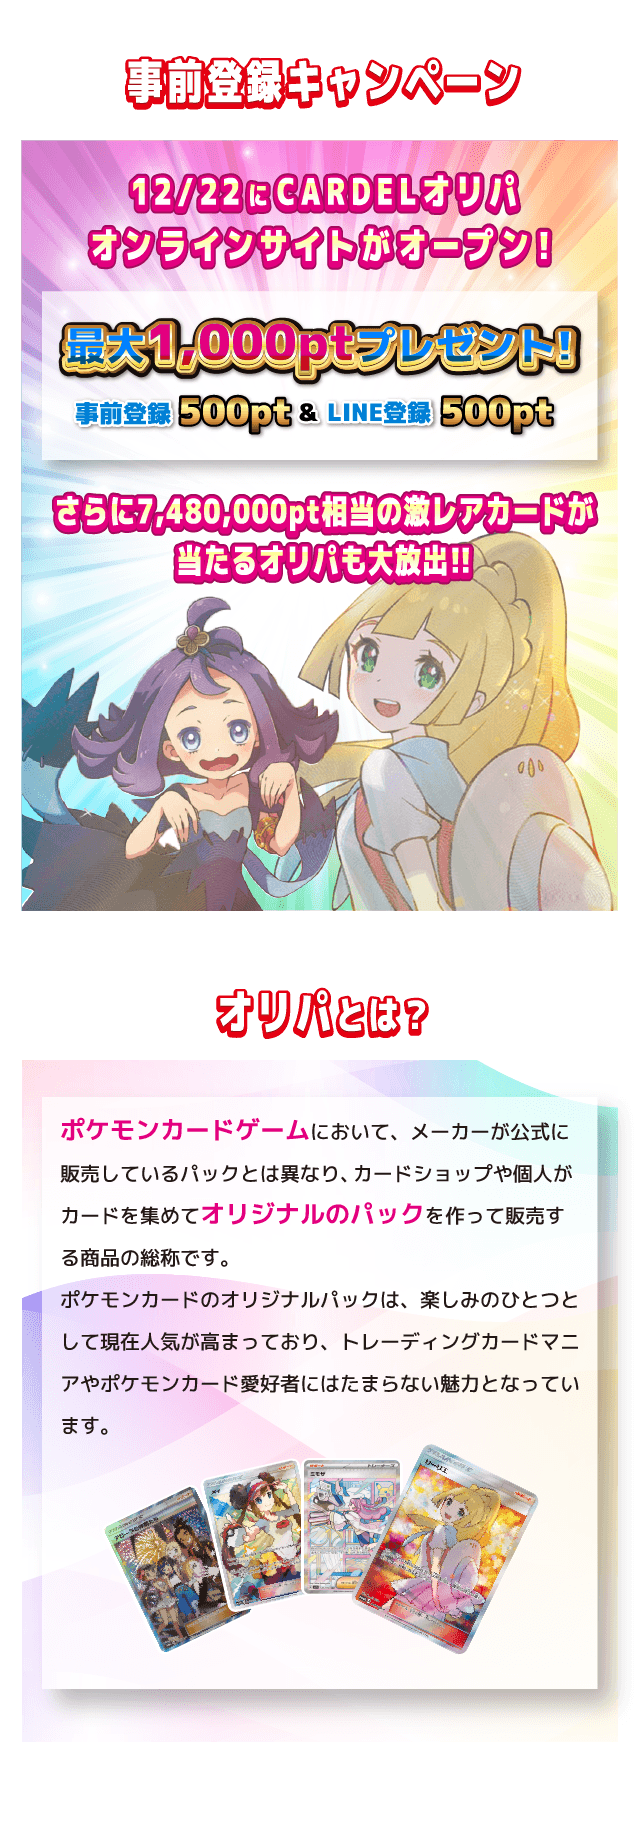 事前登録キャンペーン
12/22にCARDELオリパ
オンラインサイトがオープン!
最大1,000ptプレゼント!
事前登録 500pt & LINE登録 500pt
さらに7,480,000pt相当の激レアカードが
当たるオリパも大放出!!
オリパとは?
ポケモンカードゲームにおいて、メーカーが公式に
販売しているパックとは異なり、カードショップや個人が
カードを集めてオリジナルのパックを作って販売す
る商品の総称です。
ポケモンカードのオリジナルパックは、楽しみのひとつと
して現在人気が高まっており、トレーディングカードマニ
アやポケモンカード愛好者にはたまらない魅力となってい
ます。
メイ
ミモザ
リーリエ